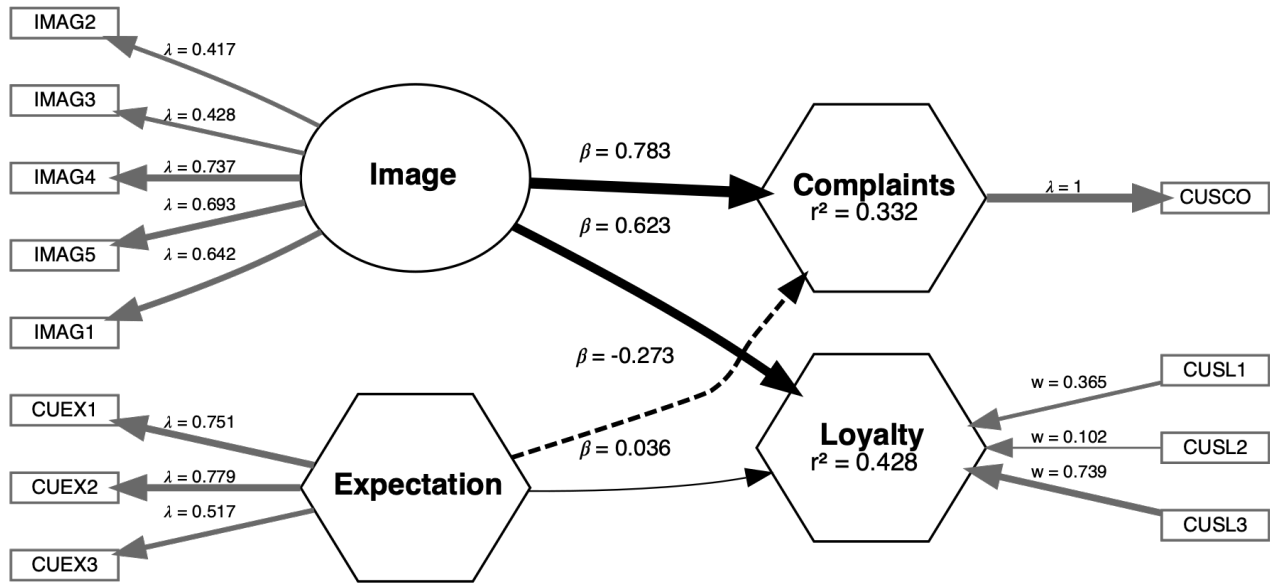 IMAG2
λ = 0.417
IMAG3
λ = 0.428
IMAG4
λ = 0.737
λ = 0.693
IMAG5
λ = 0.642
IMAG1
Image
β = 0.783
β = 0.623
Complaints
r² = 0.332
λ = 1
CUSCO
β = -0.273
CUEX1
λ = 0.751
CUEX2
λ = 0.779
λ = 0.517
CUEX3
Expectation
β = 0.036
Loyalty
r² = 0.428
CUSL1
w = 0.365
w = 0.102
CUSL2
w = 0.739
CUSL3